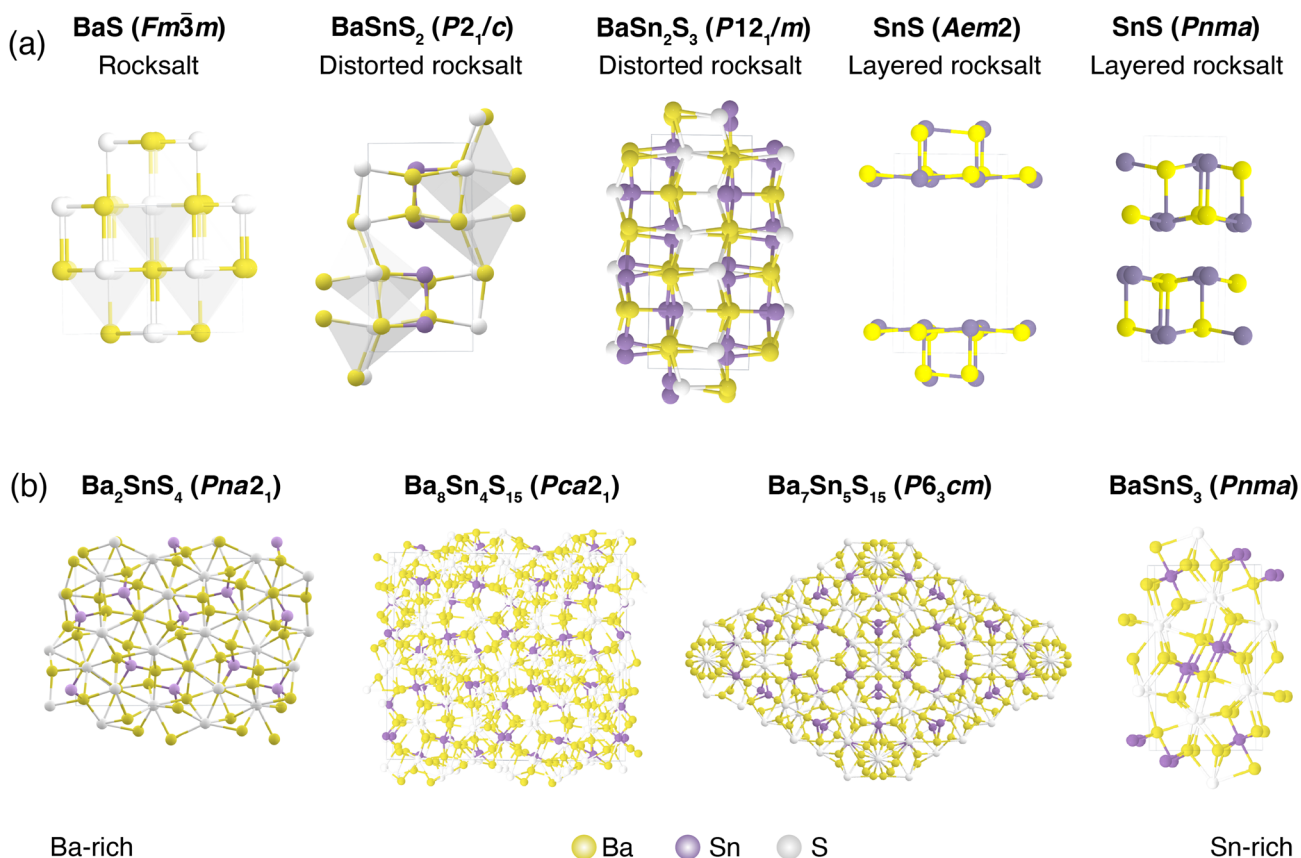 (a)
BaS (Fm3̄m)
Rocksalt
BaSnS₂ (P2₁/c)
Distorted rocksalt
BaSn₂S₃ (P12₁/m)
Distorted rocksalt
SnS (Aem2)
Layered rocksalt
SnS (Pnma)
Layered rocksalt
(b)
Ba₂SnS₄ (Pna2₁)
Ba₈Sn₄S₁₅ (Pca2₁)
Ba₇Sn₅S₁₅ (P6₃cm)
BaSnS₃ (Pnma)
Ba-rich
Ba
Sn
S
Sn-rich